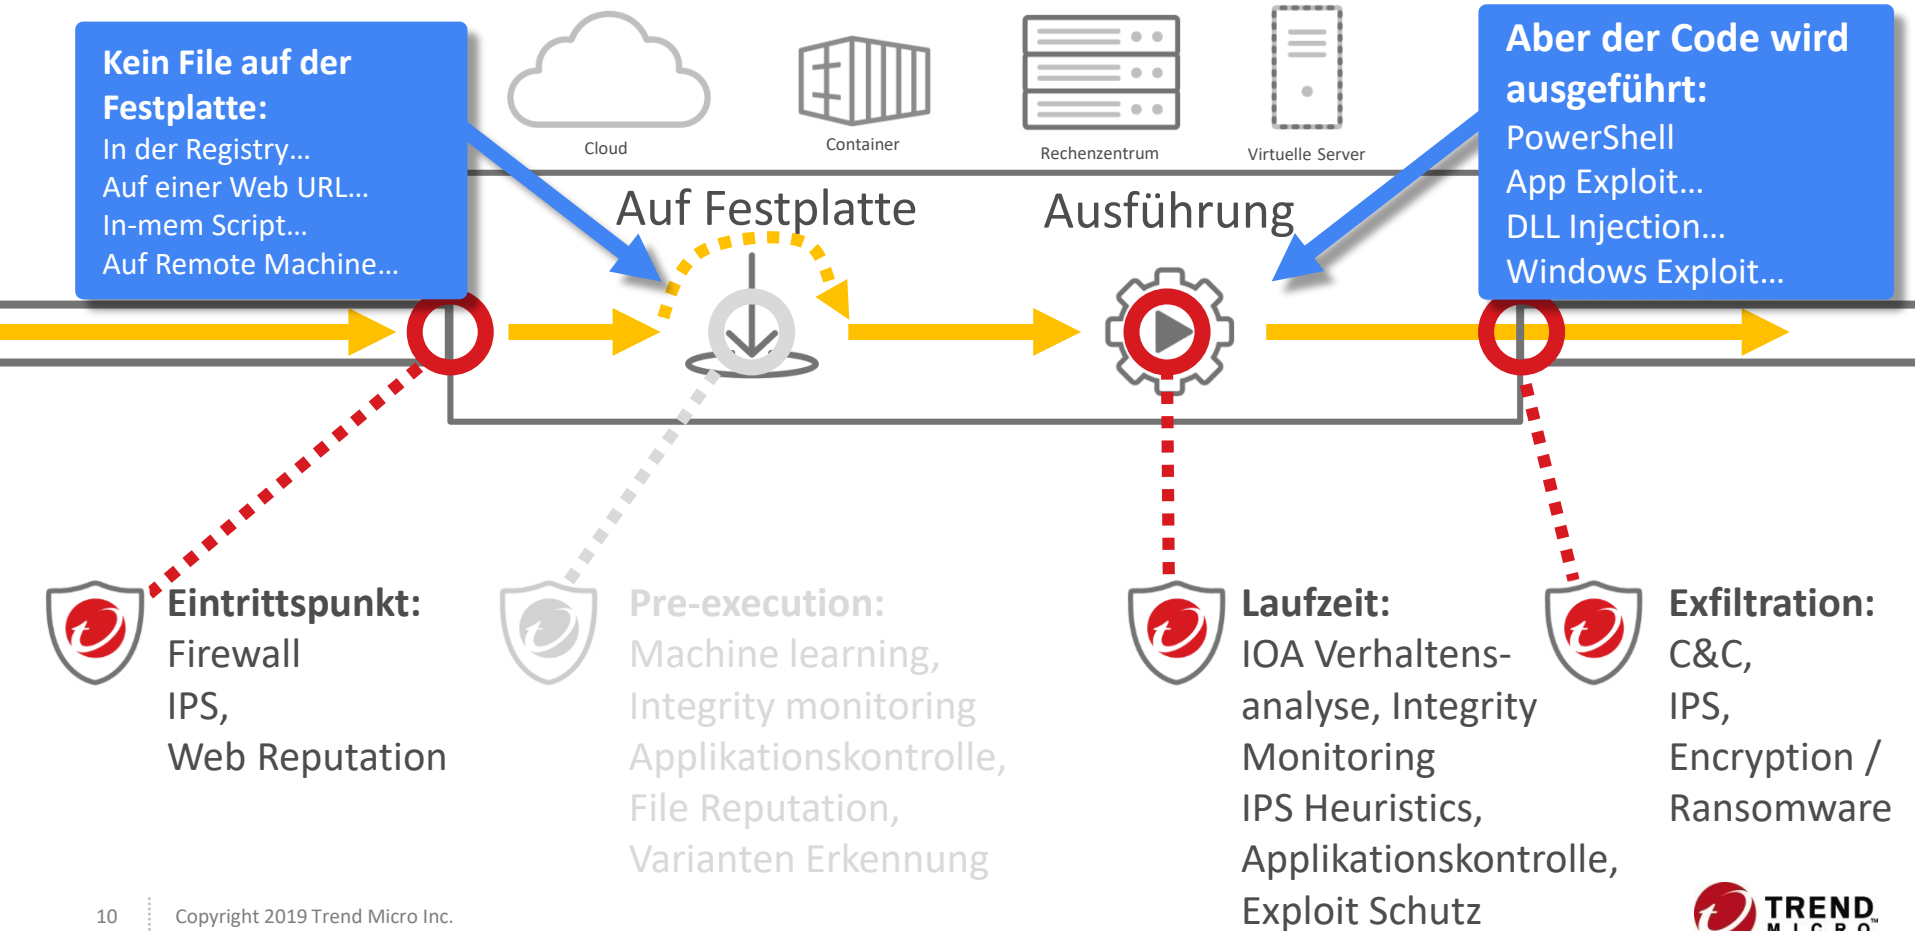 Kein File auf der
Festplatte:
In der Registry…
Auf einer Web URL…
In-mem Script…
Auf Remote Machine…
Cloud
Container
Rechenzentrum
Virtuelle Server
Aber der Code wird
ausgeführt:
PowerShell
App Exploit…
DLL Injection…
Windows Exploit…
Auf Festplatte
Ausführung
Eintrittspunkt:
Firewall
IPS,
Web Reputation
Pre-execution:
Machine learning,
Integrity monitoring
Applikationskontrolle,
File Reputation,
Varianten Erkennung
Laufzeit:
IOA Verhaltens-
analyse, Integrity
Monitoring
IPS Heuristics,
Applikationskontrolle,
Exploit Schutz
Exfiltration:
C&C,
IPS,
Encryption /
Ransomware
10
Copyright 2019 Trend Micro Inc.
TREND™
MICRO